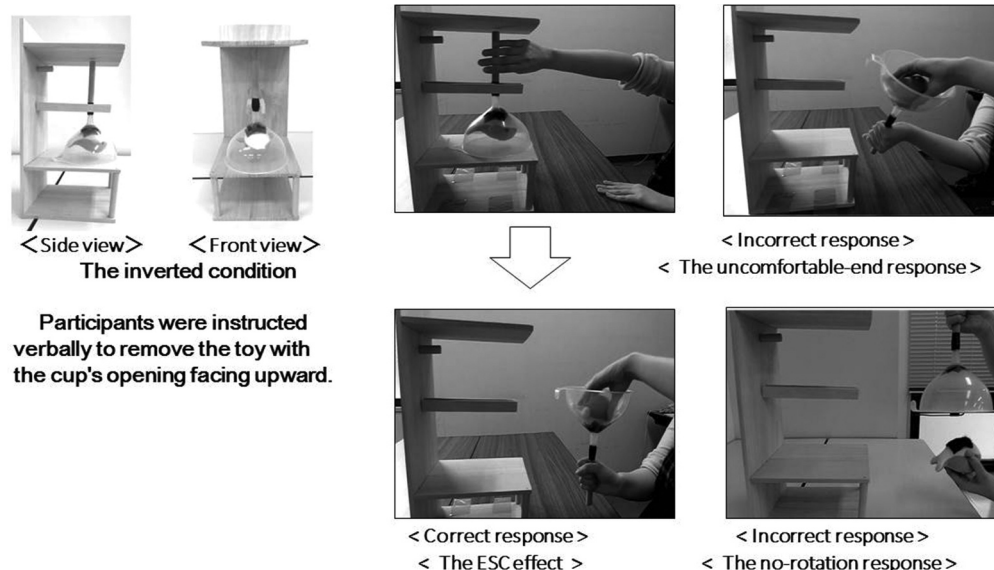 <Side view>
<Front view>
The inverted condition
Participants were instructed
verbally to remove the toy with
the cup's opening facing upward.
< Incorrect response >
< The uncomfortable-end response >
< Correct response >
< The ESC effect >
< Incorrect response >
< The no-rotation response >